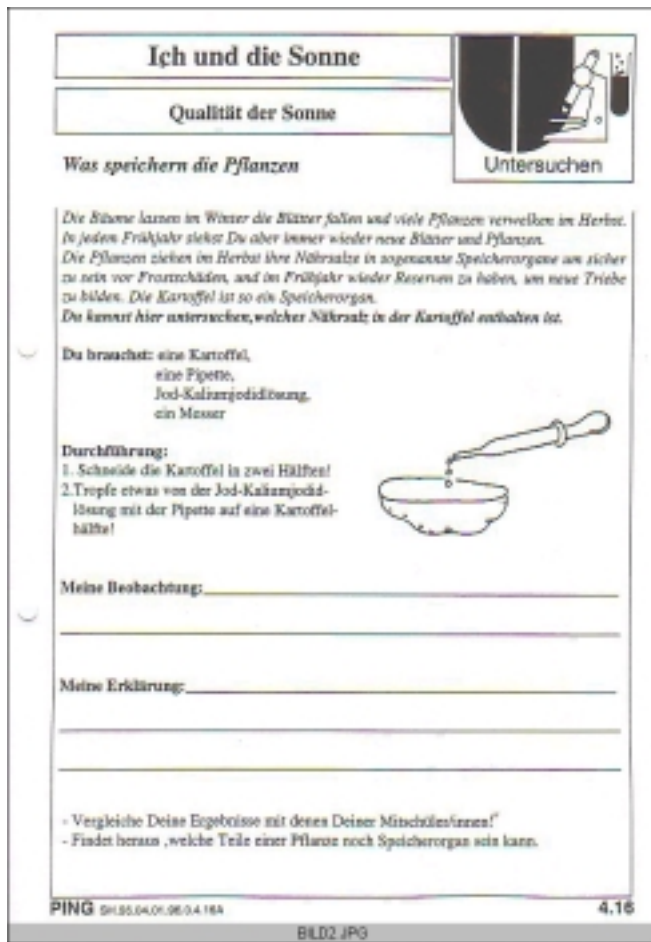 Ich und die Sonne
Qualität der Sonne
Untersuchen
Was speichern die Pflanzen
Die Bäume lassen im Winter die Blätter fallen und viele Pflanzen verwelken im Herbst.
In jedem Frühjahr siehst Du aber immer wieder neue Blätter und Pflanzen.
Die Pflanzen ziehen im Herbst ihre Nährsalze in sogenannte Speicherorgane um sicher
zu sein vor Frostschäden, und im Frühjahr wieder Reserven zu haben, um neue Triebe
zu bilden. Die Kartoffel ist so ein Speicherorgan.
Du kannst hier untersuchen,welches Nährsalz in der Kartoffel enthalten ist.
Du brauchst: eine Kartoffel,
eine Pipette,
Jod-Kaliumjodidlösung,
ein Messer
Durchführung:
1. Schneide die Kartoffel in zwei Hälften!
2.Tropfe etwas von der Jod-Kaliumjodid-
lösung mit der Pipette auf eine Kartoffel-
hälfte!
Meine Beobachtung:
Meine Erklärung:
- Vergleiche Deine Ergebnisse mit denen Deiner Mitschüler/innen!
- Findet heraus ,welche Teile einer Pflanze noch Speicherorgan sein kann.
PING
4.16
BILD2.JPG